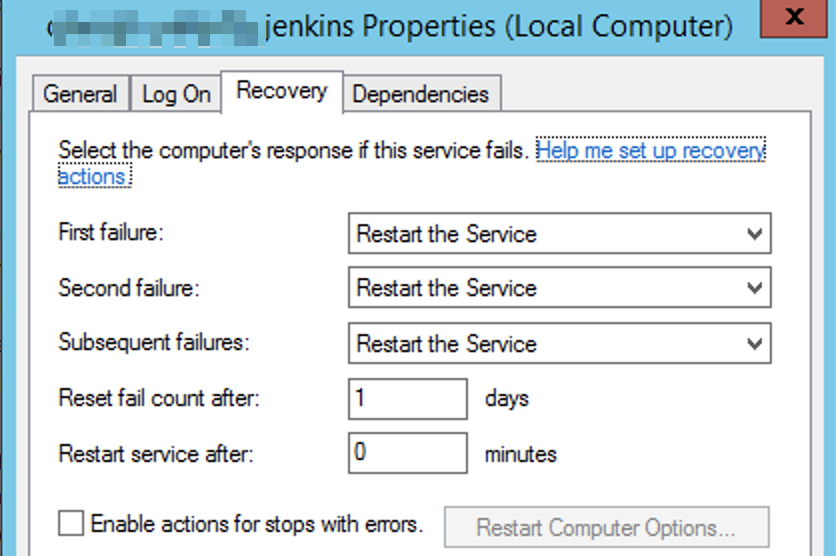 jenkins Properties (Local Computer)
x
General Log On Recovery Dependencies
Select the computer's response if this service fails. Help me set up recovery
actions.
First failure: Restart the Service
Second failure: Restart the Service
Subsequent failures: Restart the Service
Reset fail count after: 1 days
Restart service after: 0 minutes
Enable actions for stops with errors. Restart Computer Options...